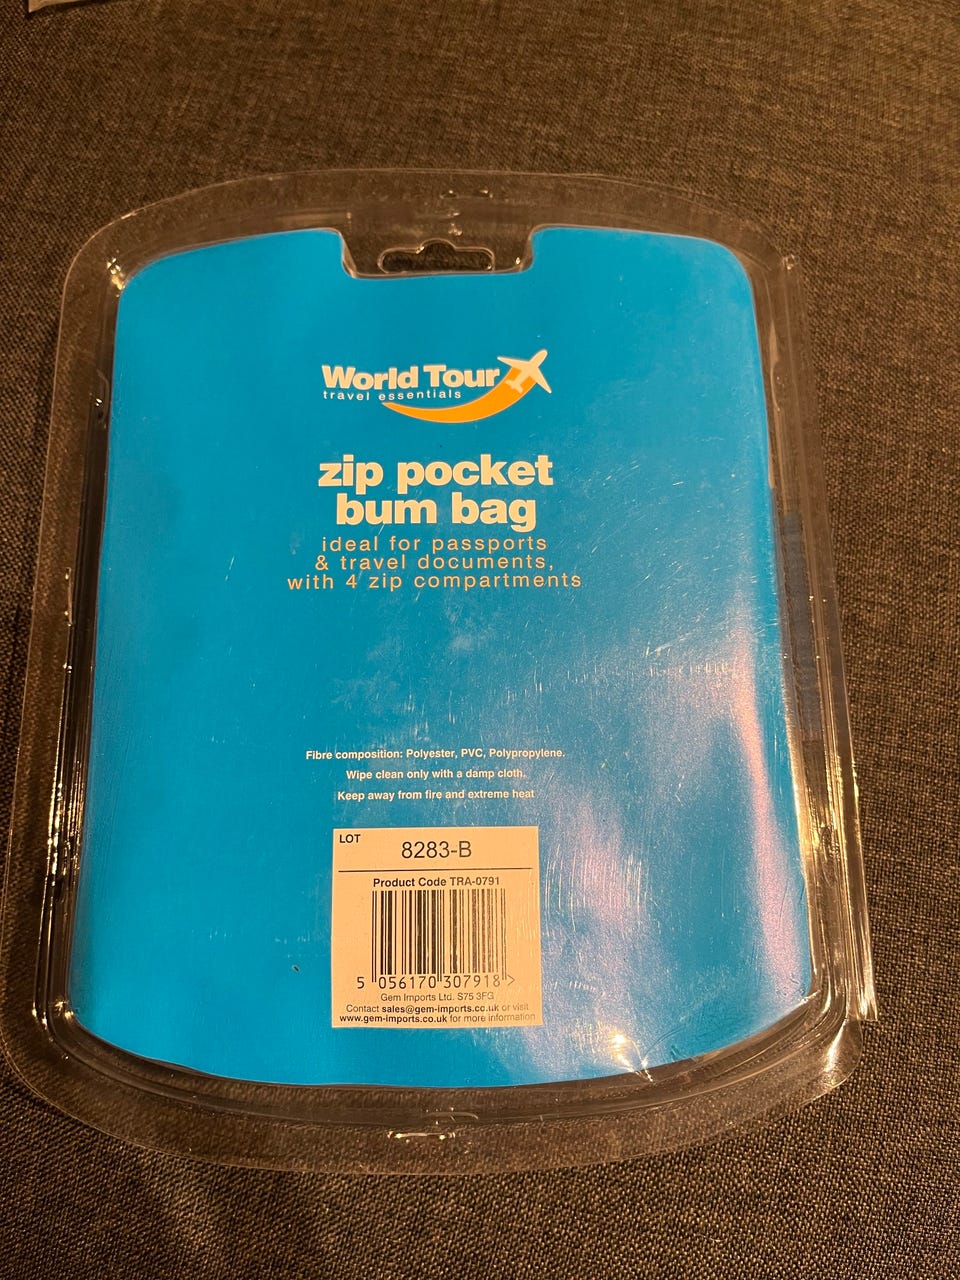 World Tour
travel essentials
zip pocket
bum bag
ideal for passports
& travel documents,
with 4 zip compartments
Fibre composition: Polyester, PVC, Polypropylene.
Wipe clean only with a damp cloth.
Keep away from fire and extreme heat
LOT
8283-B
Product Code TRA-0791
5 056170 307918 >
Gem Imports Ltd. S75 3FG
Contact sales@gem-imports.co.uk or visit
www.gem-imports.co.uk for more information